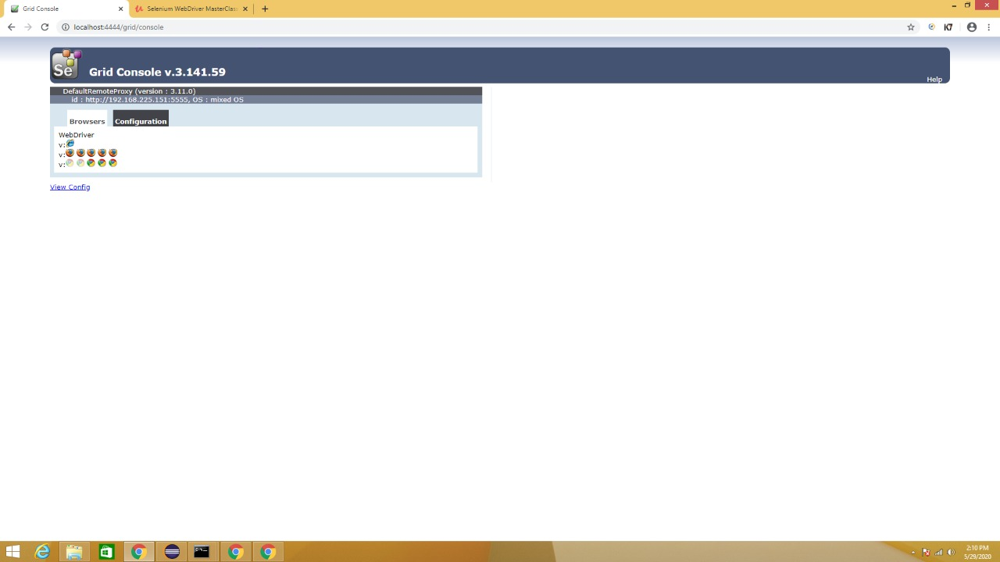 Grid Console
Selenium WebDriver MasterClas
localhost:4444/grid/console
K7
Se
Grid Console v.3.141.59
Help
DefaultRemoteProxy (version : 3.11.0)
id : http://192.168.225.151:5555, OS : mixed OS
Browsers
Configuration
WebDriver
v:
v:
v:
View Config
2:10 PM
5/29/2020